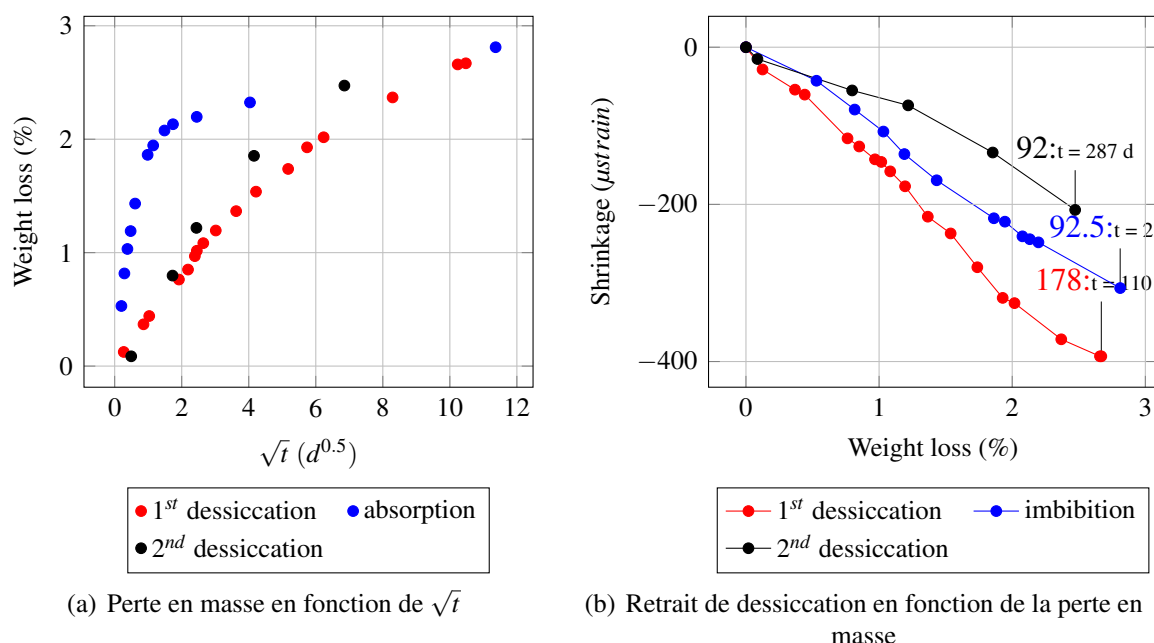 3
2
1
0
Weight loss (%)
0 2 4 6 8 10 12
√t (d^0.5)
1^st dessiccation absorption
2^nd dessiccation
(a) Perte en masse en fonction de √t
0
−200
−400
Shrinkage (μstrain)
92:t = 287 d
92.5:t = 2
178:t = 110
0 1 2 3
Weight loss (%)
1^st dessiccation imbibition
2^nd dessiccation
(b) Retrait de dessiccation en fonction de la perte en
masse